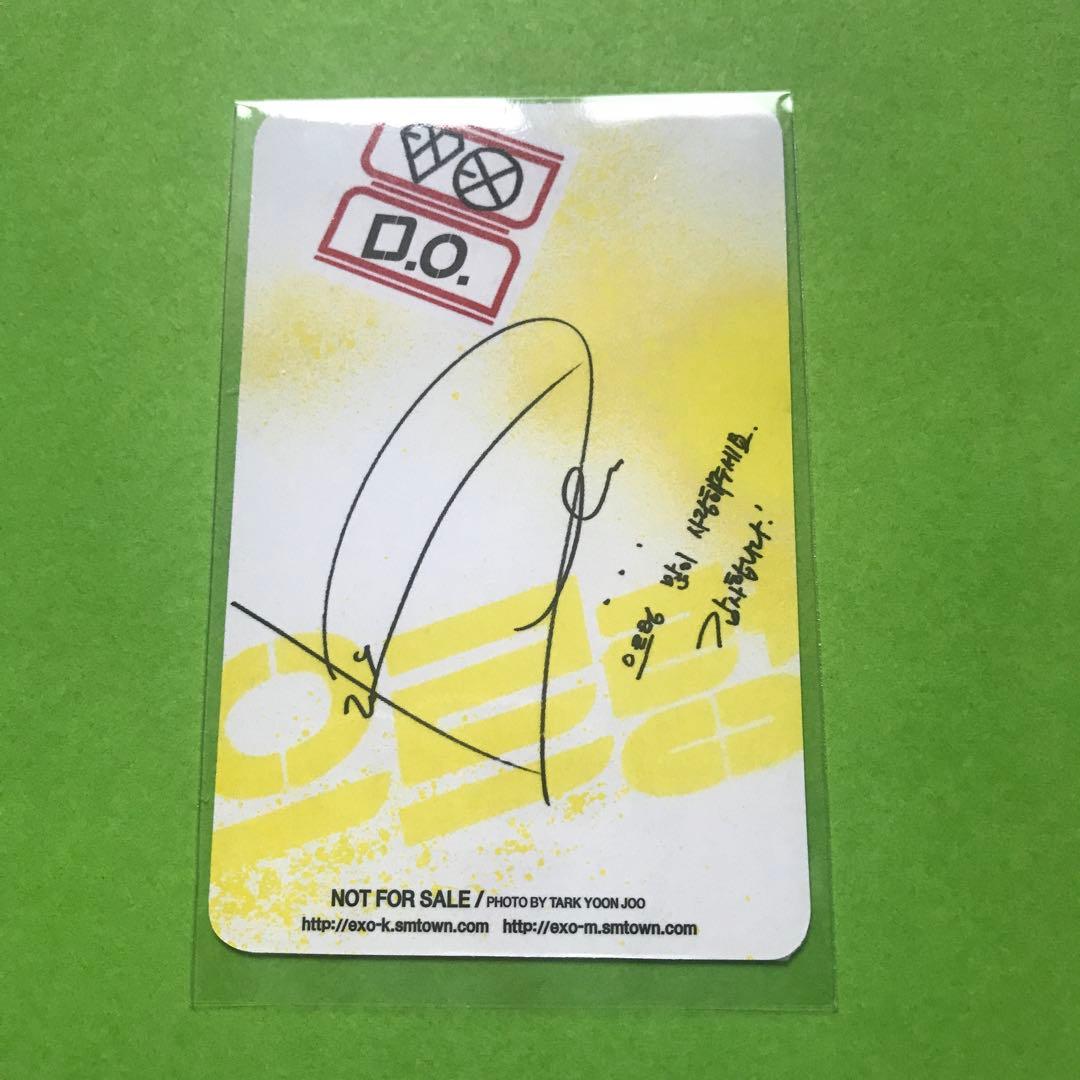 EXO
D.O.
으르렁 많이 사랑해주세요.
감사합니다!
NOT FOR SALE / PHOTO BY TARK YOON JOO
http://exo-k.smtown.com http://exo-m.smtown.com